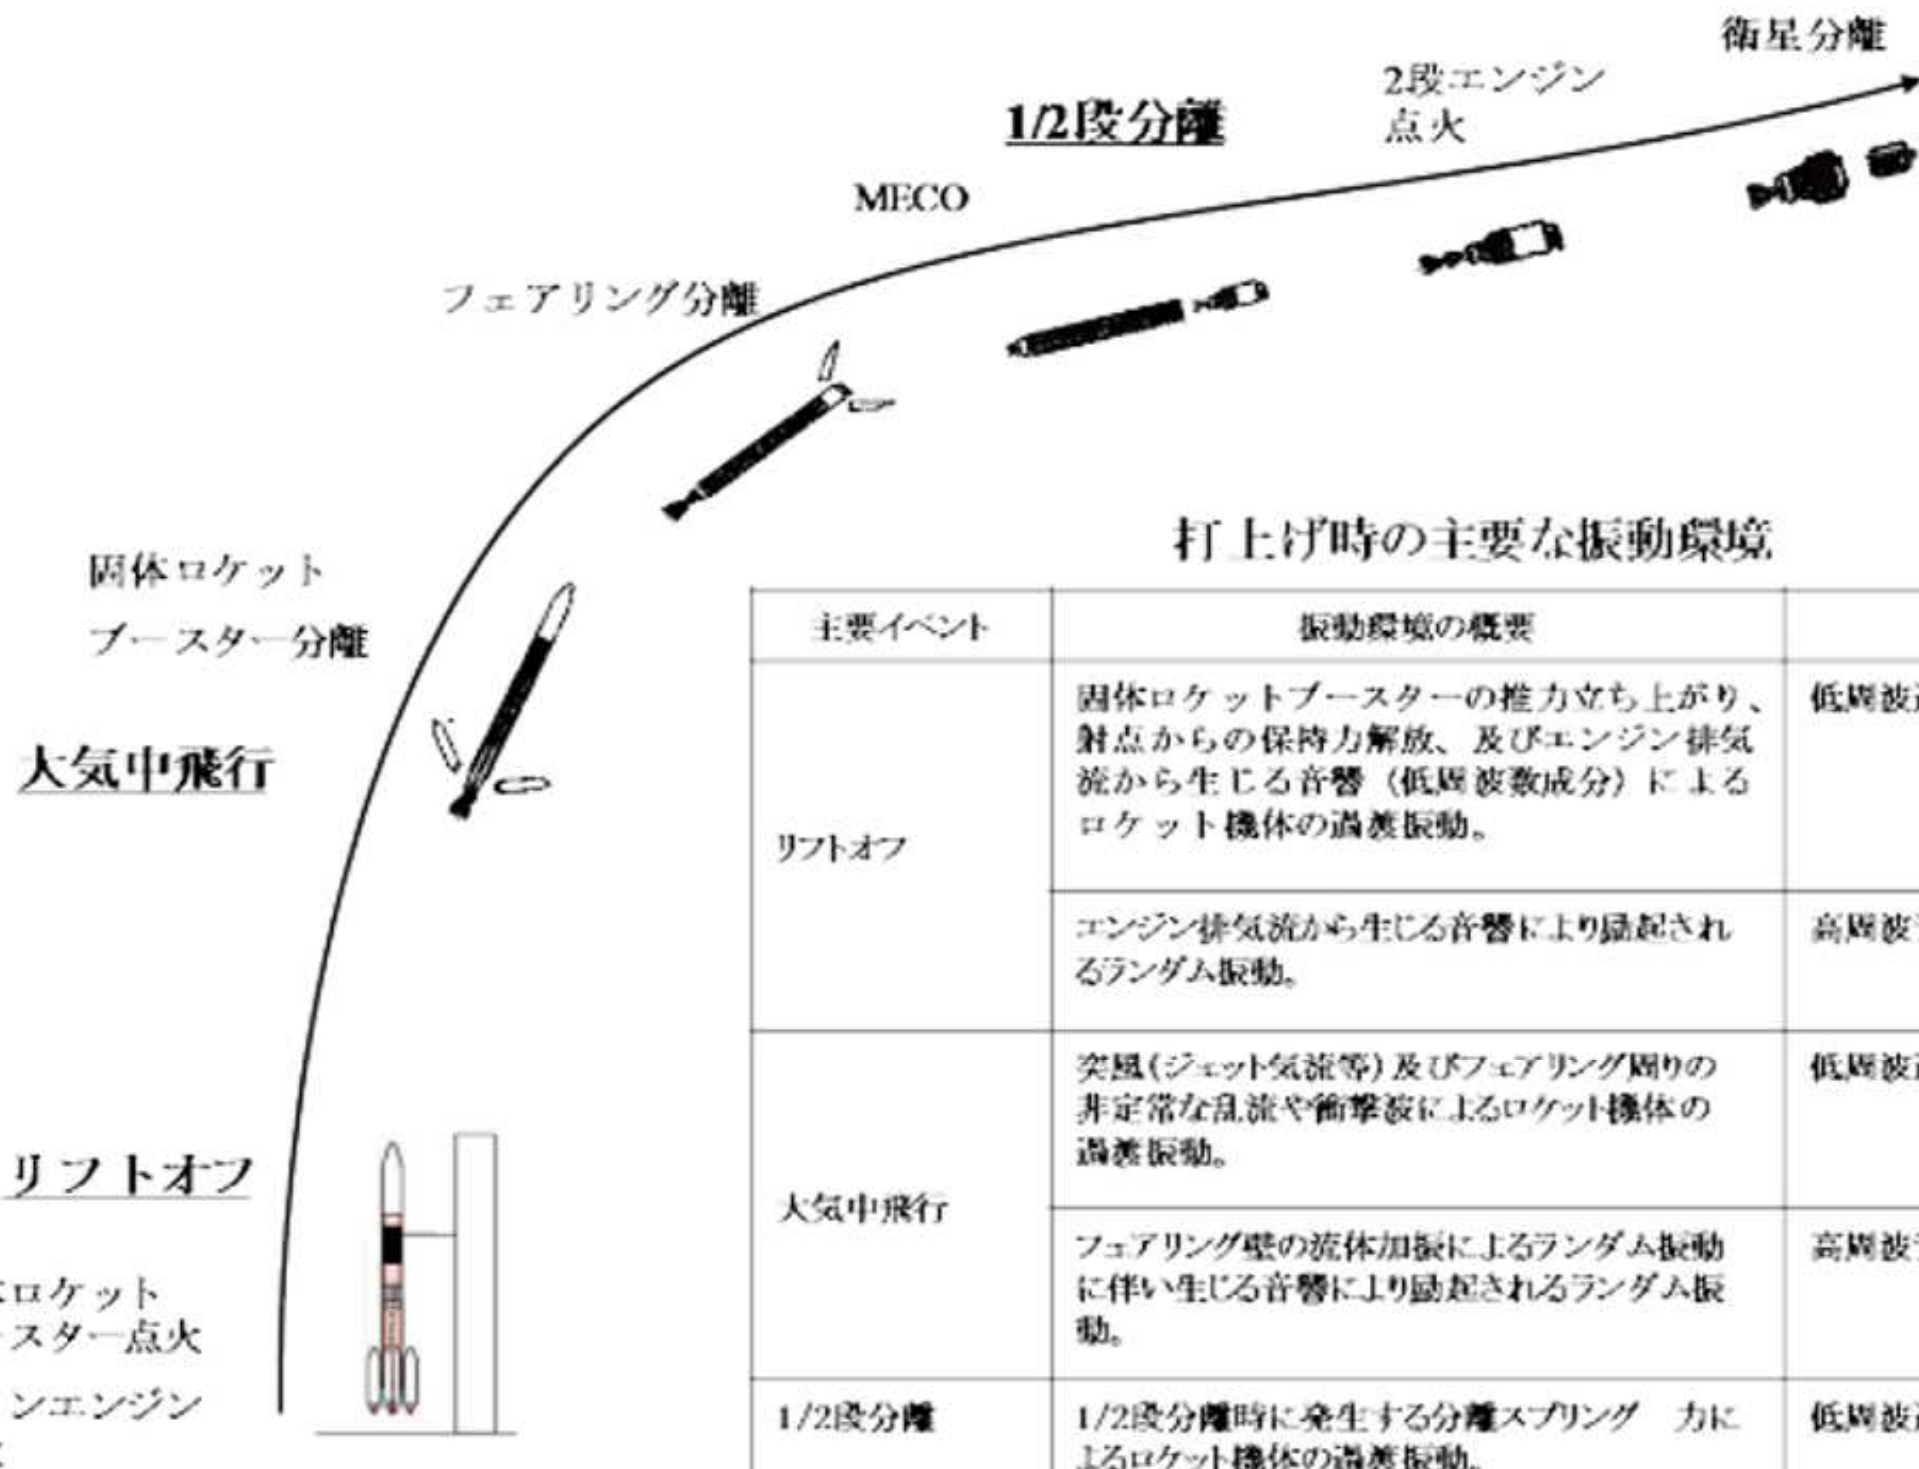 衛星分離
2段エンジン
点火
1/2段分離
MECO
フェアリング分離
固体ロケット
ブースター分離
大気中飛行
リフトオフ
ロケット
スター点火
ンエンジン
打上げ時の主要な振動環境
主要イベント 振動環境の概要
リフトオフ
固体ロケットブースターの推力立ち上がり、
射点からの保持力解放、及びエンジン排気
流から生じる音響（低周波数成分）による
ロケット機体の過渡振動。
低周波
エンジン排気流から生じる音響により励起され
るランダム振動。
高周波
大気中飛行
突風(ジェット気流等)及びフェアリング周りの
非定常な乱流や衝撃波によるロケット機体の
過渡振動。
低周波
フェアリング壁の流体加振によるランダム振動
に伴い生じる音響により励起されるランダム振
動。
高周波
1/2段分離
1/2段分離時に発生する分離スプリング 力に
よるロケット機体の過渡振動。
低周波